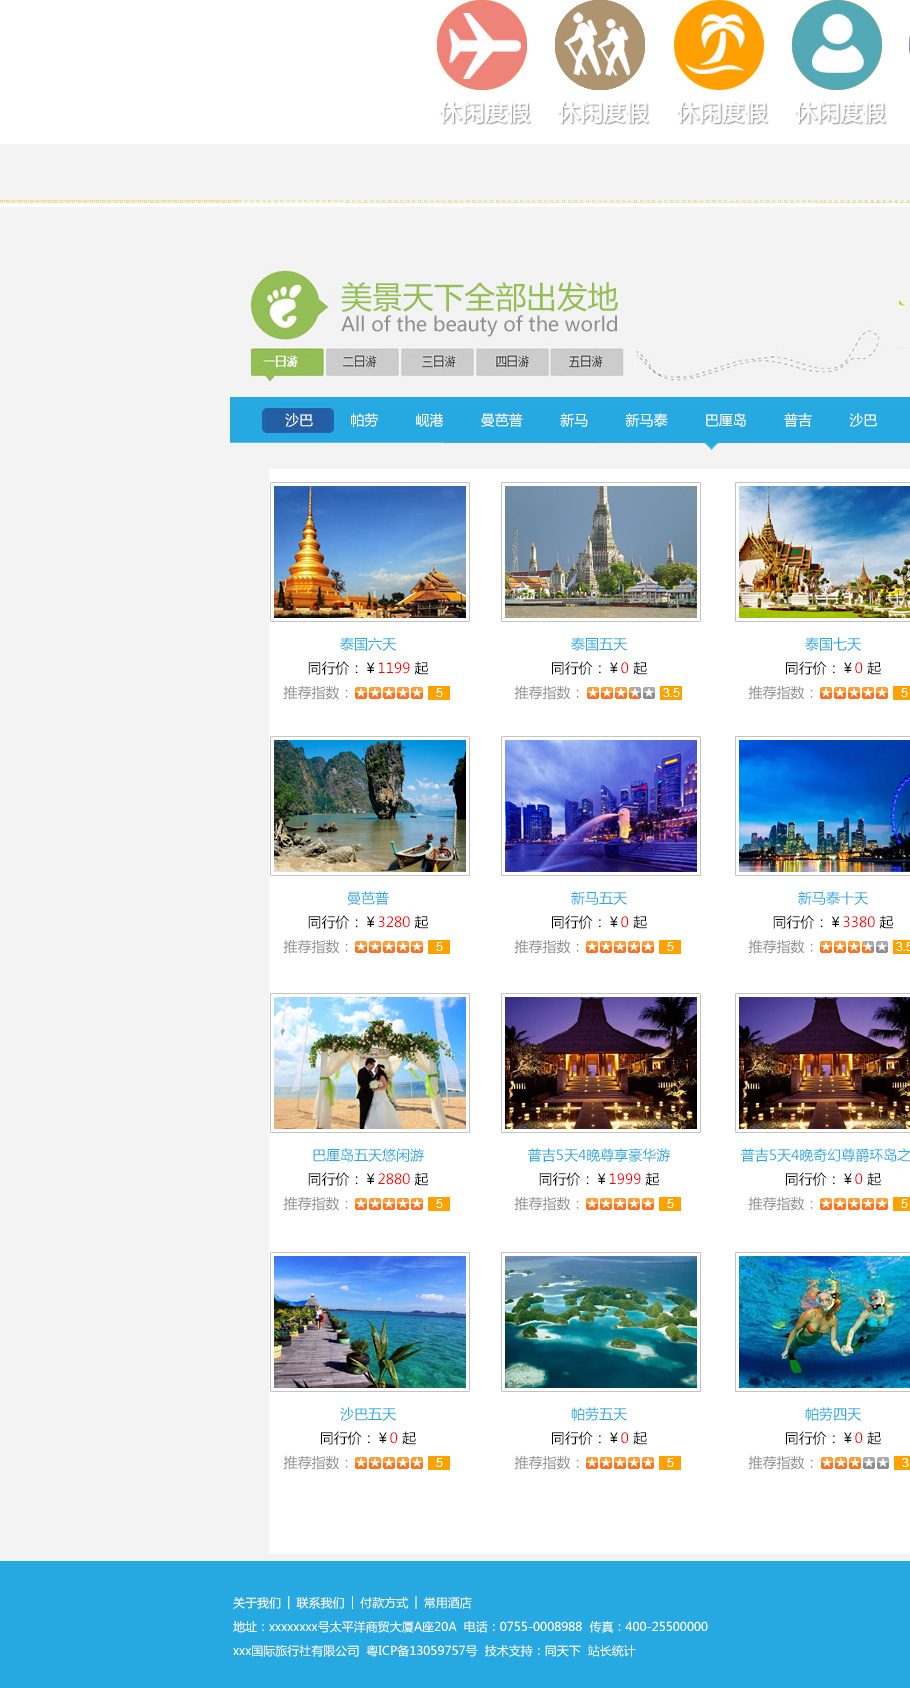 休闲度假 休闲度假 休闲度假 休闲度假
美景天下全部出发地
All of the beauty of the world
一日游 二日游 三日游 四日游 五日游
沙巴 帕劳 岘港 曼芭普 新马 新马泰 巴厘岛 普吉 沙巴
泰国六天 泰国五天 泰国七天
同行价：¥1199 起 同行价：¥0 起 同行价：¥0 起
推荐指数： 5 推荐指数： 3.5 推荐指数： 5
曼芭普 新马五天 新马泰十天
同行价：¥3280 起 同行价：¥0 起 同行价：¥3380 起
推荐指数： 5 推荐指数： 5 推荐指数： 3.5
巴厘岛五天悠闲游 普吉5天4晚尊享豪华游 普吉5天4晚奇幻尊爵环岛之
同行价：¥2880 起 同行价：¥1999 起 同行价：¥0 起
推荐指数： 5 推荐指数： 5 推荐指数： 5
沙巴五天 帕劳五天 帕劳四天
同行价：¥0 起 同行价：¥0 起 同行价：¥0 起
推荐指数： 5 推荐指数： 5 推荐指数： 3
关于我们 | 联系我们 | 付款方式 | 常用酒店
地址：xxxxxxxx号太平洋商贸大厦A座20A 电话：0755-0008988 传真：400-25500000
xxx国际旅行社有限公司 粤ICP备13059757号 技术支持：同天下 站长统计